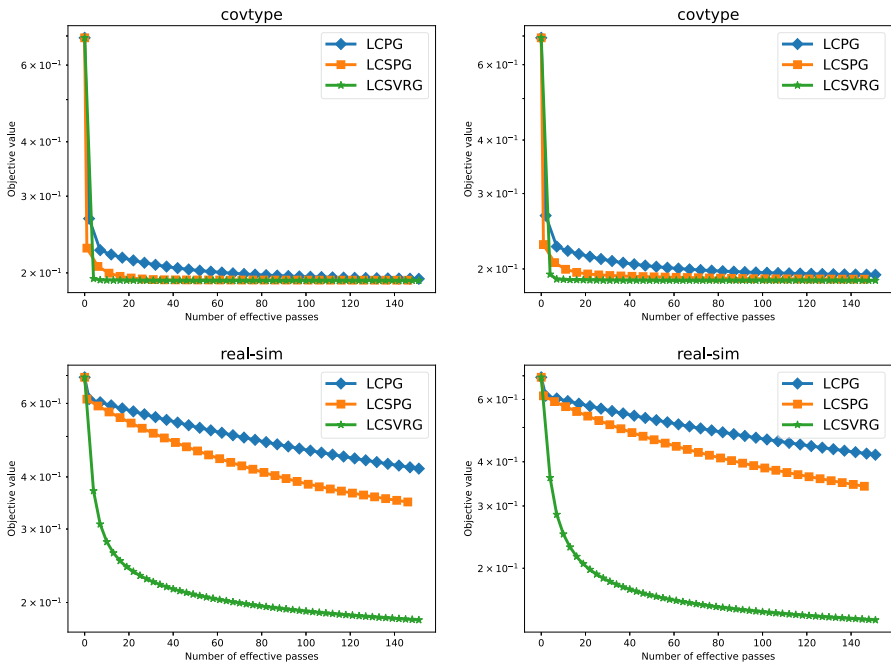 covtype
6 × 10⁻¹
4 × 10⁻¹
3 × 10⁻¹
2 × 10⁻¹
Objective value
LCPG
LCSPG
LCSVRG
0 20 40 60 80 100 120 140
Number of effective passes
covtype
6 × 10⁻¹
4 × 10⁻¹
3 × 10⁻¹
2 × 10⁻¹
Objective value
LCPG
LCSPG
LCSVRG
0 20 40 60 80 100 120 140
Number of effective passes
real-sim
6 × 10⁻¹
4 × 10⁻¹
3 × 10⁻¹
2 × 10⁻¹
Objective value
LCPG
LCSPG
LCSVRG
0 20 40 60 80 100 120 140
Number of effective passes
real-sim
6 × 10⁻¹
4 × 10⁻¹
3 × 10⁻¹
2 × 10⁻¹
Objective value
LCPG
LCSPG
LCSVRG
0 20 40 60 80 100 120 140
Number of effective passes